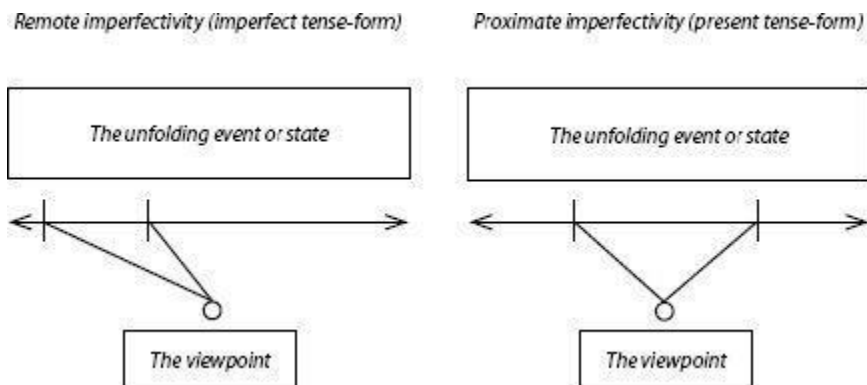 Remote imperfectivity (imperfect tense-form)
Proximate imperfectivity (present tense-form)
The unfolding event or state
The unfolding event or state
The viewpoint
The viewpoint